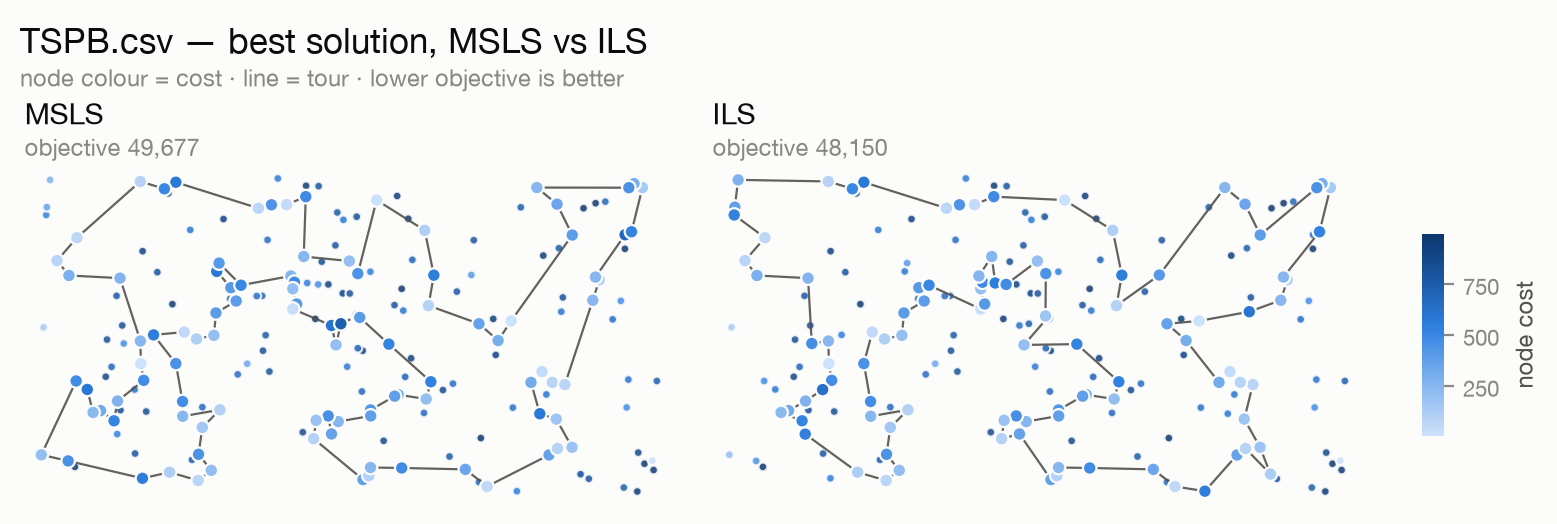 TSPB.csv — best solution, MSLS vs ILS
node colour = cost · line = tour · lower objective is better
MSLS
objective 49,677
ILS
objective 48,150
750
500
250
node cost